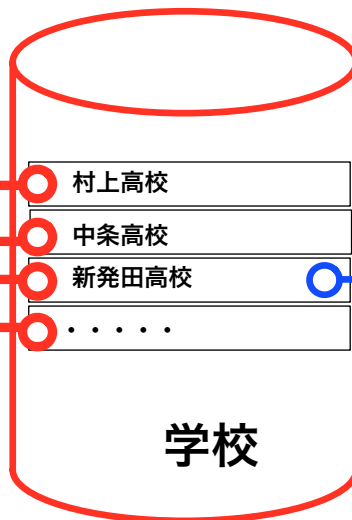 村上高校
中条高校
新発田高校
・・・・・
学校